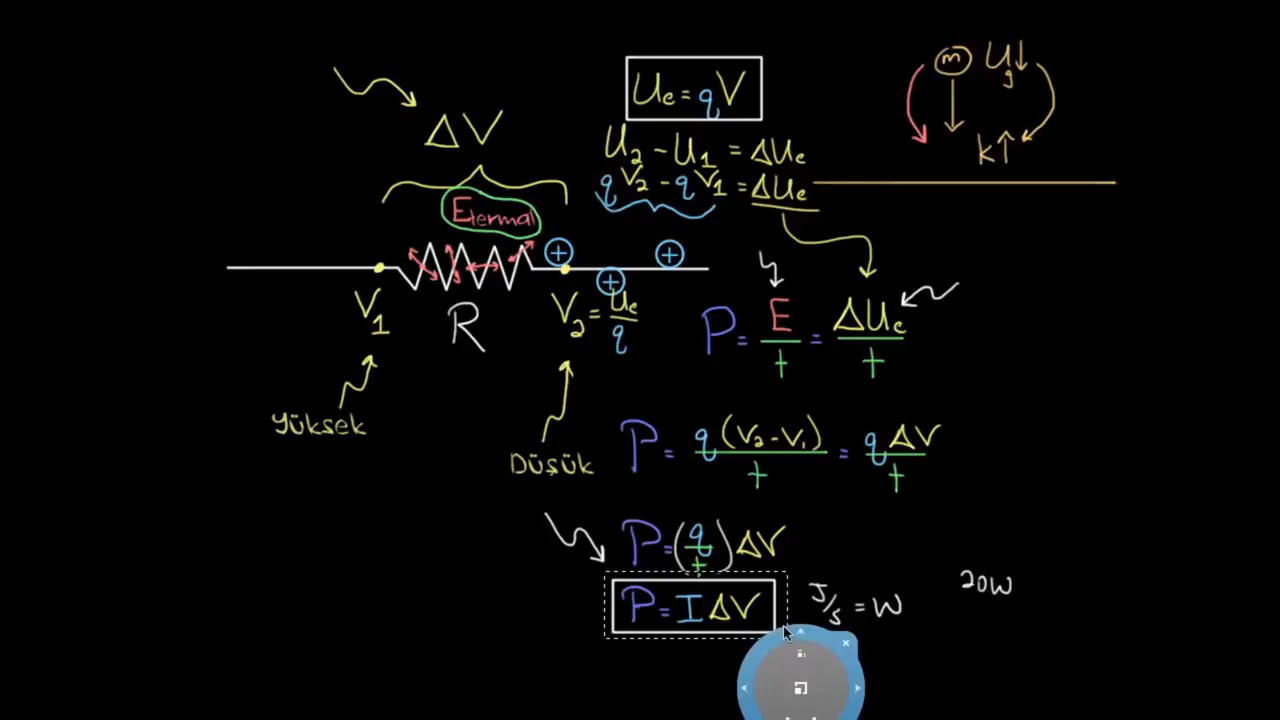 ΔV
E termal
V₁
R
V₂ = Ue/q
Yüksek
Düşük
Ue = qV
U₂ - U₁ = ΔUe
qV₂ - qV₁ = ΔUe
m Ug↓
k↑
P = E/t = ΔUe/t
P = q(V₂ - V₁)/t = qΔV/t
P = (q/t)ΔV
P = IΔV
J/s = W
20W